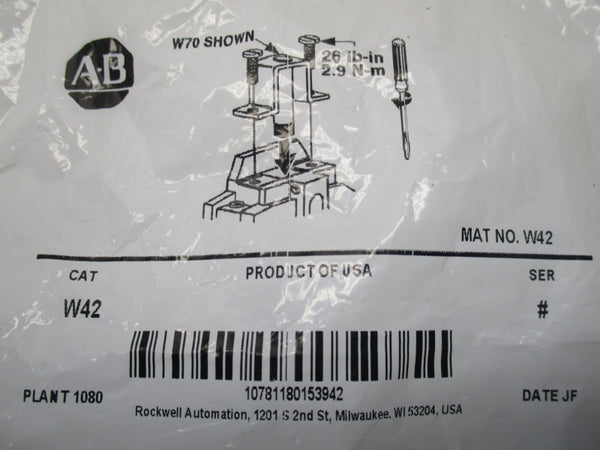 W70 SHOWN
26 lb-in
2.9 N-m
A-B
MAT NO. W42
CAT
PRODUCT OF USA
SER
W42
#
10781180153942
PLANT 1080
DATE JF
Rockwell Automation, 1201 S 2nd St, Milwaukee. WI 53204, USA